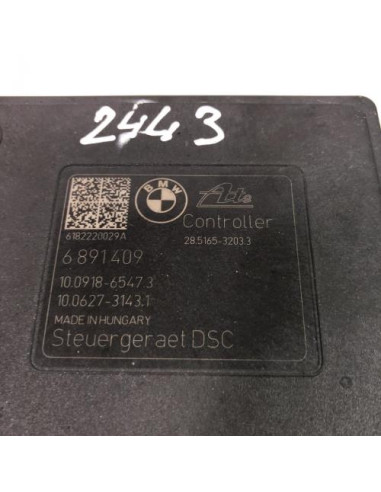 2443
BMW
Ate
Controller
6182220029A
28.5165-3203.3
6 891 409
10.0918-6547.3
10.0627-3143.1
MADE IN HUNGARY
Steuergeraet DSC